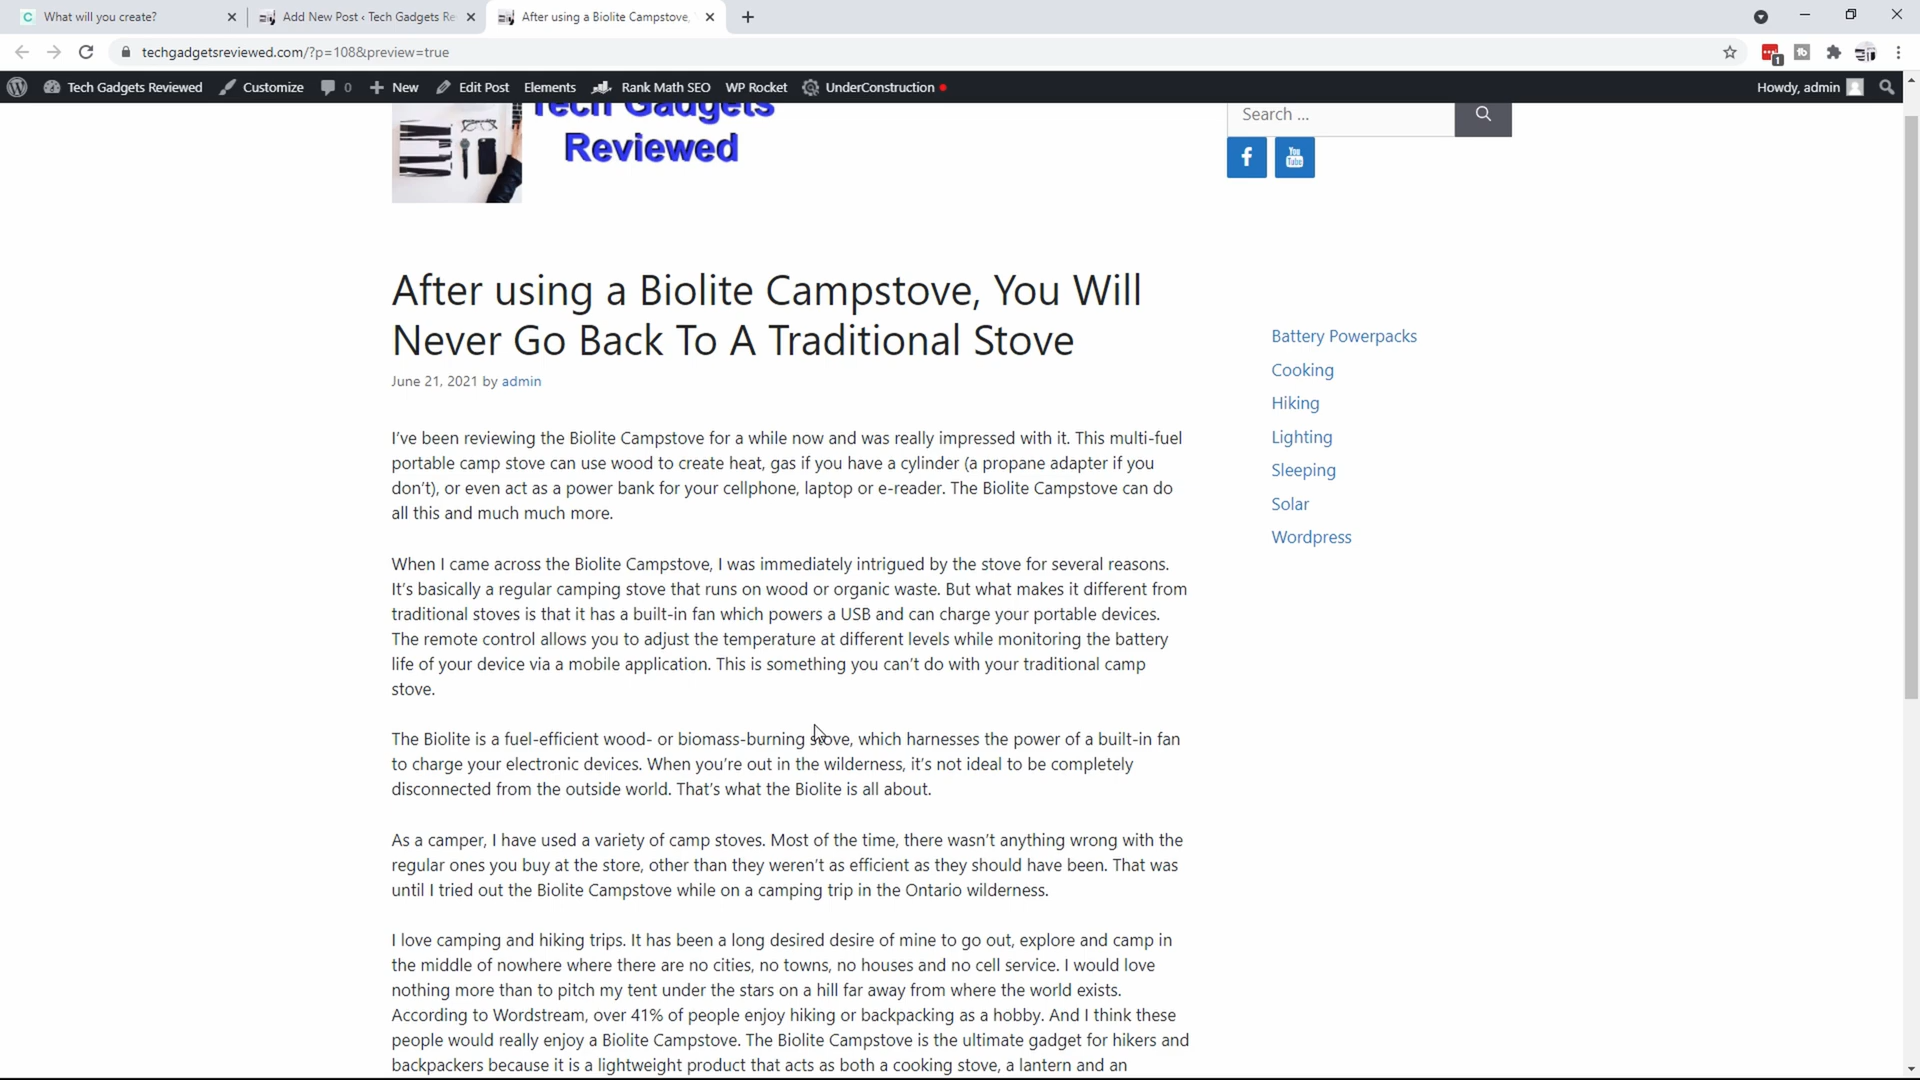 What will you create?
Add New Post ‹ Tech Gadgets Re
After using a Biolite Campstove,
techgadgetsreviewed.com/?p=108&preview=true
1
Tech Gadgets Reviewed
Customize
0
New
Edit Post
Elements
Rank Math SEO
WP Rocket
UnderConstruction
Howdy, admin
Tech Gadgets
Reviewed
Search ...
You
Tube
After using a Biolite Campstove, You Will
Never Go Back To A Traditional Stove
June 21, 2021 by admin
I've been reviewing the Biolite Campstove for a while now and was really impressed with it. This multi-fuel
portable camp stove can use wood to create heat, gas if you have a cylinder (a propane adapter if you
don't), or even act as a power bank for your cellphone, laptop or e-reader. The Biolite Campstove can do
all this and much much more.
When I came across the Biolite Campstove, I was immediately intrigued by the stove for several reasons.
It's basically a regular camping stove that runs on wood or organic waste. But what makes it different from
traditional stoves is that it has a built-in fan which powers a USB and can charge your portable devices.
The remote control allows you to adjust the temperature at different levels while monitoring the battery
life of your device via a mobile application. This is something you can't do with your traditional camp
stove.
The Biolite is a fuel-efficient wood- or biomass-burning stove, which harnesses the power of a built-in fan
to charge your electronic devices. When you're out in the wilderness, it's not ideal to be completely
disconnected from the outside world. That's what the Biolite is all about.
As a camper, I have used a variety of camp stoves. Most of the time, there wasn't anything wrong with the
regular ones you buy at the store, other than they weren't as efficient as they should have been. That was
until I tried out the Biolite Campstove while on a camping trip in the Ontario wilderness.
I love camping and hiking trips. It has been a long desired desire of mine to go out, explore and camp in
the middle of nowhere where there are no cities, no towns, no houses and no cell service. I would love
nothing more than to pitch my tent under the stars on a hill far away from where the world exists.
According to Wordstream, over 41% of people enjoy hiking or backpacking as a hobby. And I think these
people would really enjoy a Biolite Campstove. The Biolite Campstove is the ultimate gadget for hikers and
backpackers because it is a lightweight product that acts as both a cooking stove, a lantern and an
Battery Powerpacks
Cooking
Hiking
Lighting
Sleeping
Solar
Wordpress